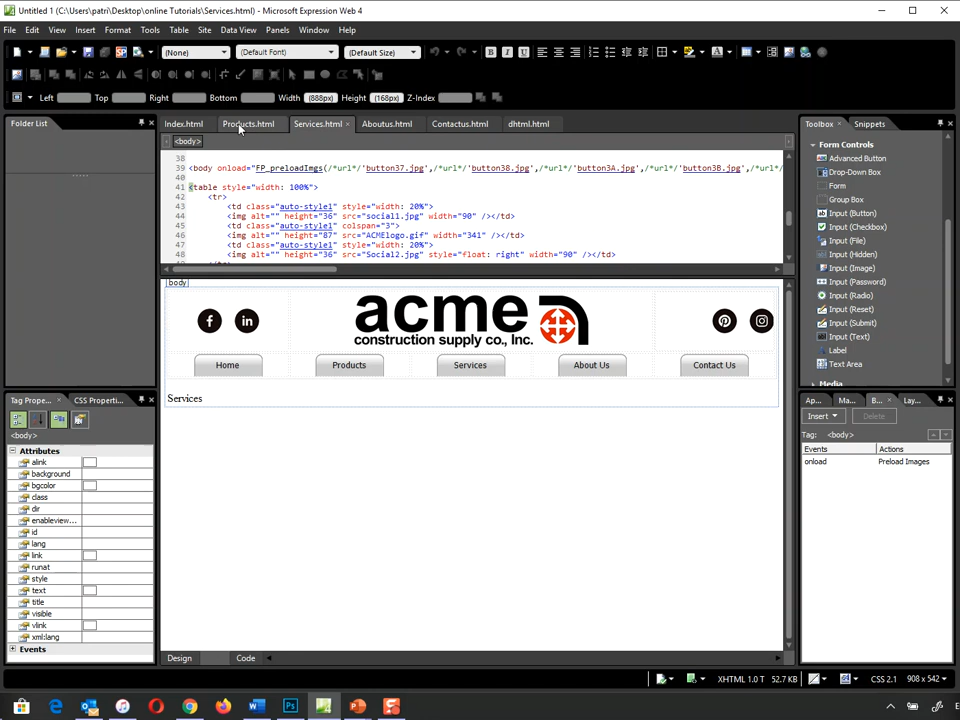 Untitled 1 (C:\Users\patri\Desktop\online Tutorials\Services.html) - Microsoft Expression Web 4
File Edit View Insert Format Tools Table Site Data View Panels Window Help
(None) (Default Font) (Default Size) B I U A
Left Top Right Bottom Width (888px) Height (168px) Z-Index
Folder List
Index.html Products.html Services.html × Aboutus.html Contactus.html dhtml.html
<body>
38
39 <body onload="FP_preloadImgs(/*url*/'button37.jpg',/*url*/'button38.jpg',/*url*/'button3A.jpg',/*url*/'button3B.jpg',/*url*/
40
41 <table style="width: 100%">
42 <tr>
43 <td class="auto-style1" style="width: 20%">
44 <img alt="" height="36" src="social1.jpg" width="90" /></td>
45 <td class="auto-style1" colspan="3">
46 <img alt="" height="87" src="ACMElogo.gif" width="341" /></td>
47 <td class="auto-style1" style="width: 20%">
48 <img alt="" height="36" src="Social2.jpg" style="float: right" width="90" /></td>
body
acme
construction supply co., Inc.
Home Products Services About Us Contact Us
Services
Design Code
Toolbox × Snippets
Form Controls
Advanced Button
Drop-Down Box
Form
Group Box
Input (Button)
Input (Checkbox)
Input (File)
Input (Hidden)
Input (Image)
Input (Password)
Input (Radio)
Input (Reset)
Input (Submit)
Input (Text)
Label
Text Area
Media
Tag Prope... × CSS Properti...
<body>
Attributes
alink
background
bgcolor
class
dir
enableview...
id
lang
link
runat
style
text
title
visible
vlink
xml:lang
Events
Ap... Ma... B... × Lay...
Insert Delete
Tag: <body>
Events Actions
onload Preload Images
XHTML 1.0 T 52.7 KB CSS 2.1 908 x 542